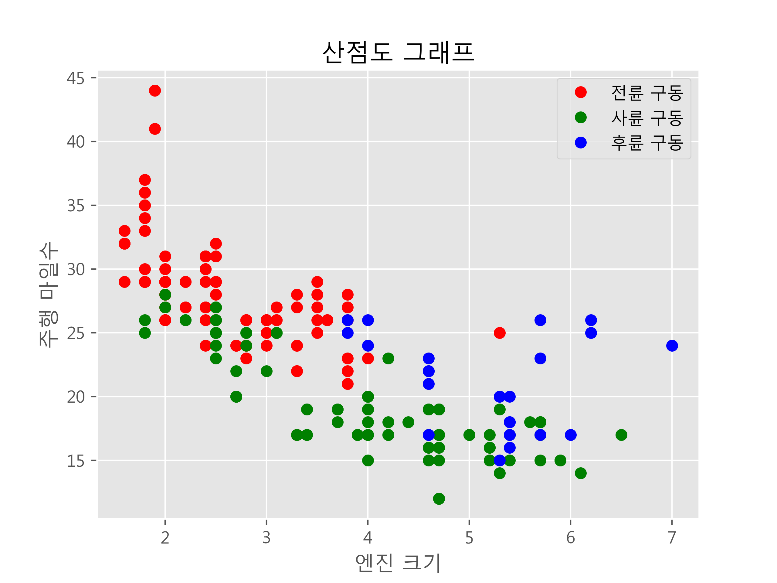 산점도 그래프
전륜 구동
사륜 구동
후륜 구동
주행 마일수
45
40
35
30
25
20
15
2 3 4 5 6 7
엔진 크기